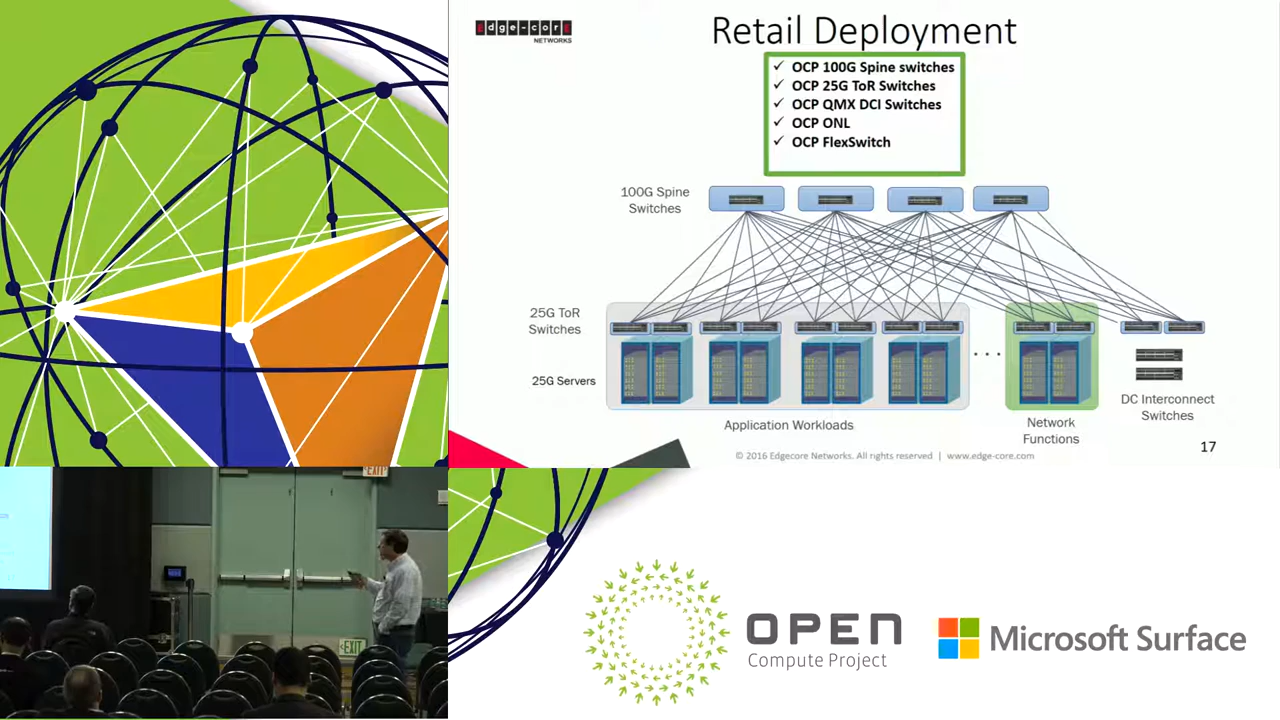 Edge-corE
NETWORKS
Retail Deployment
✓ OCP 100G Spine switches
✓ OCP 25G ToR Switches
✓ OCP QMX DCI Switches
✓ OCP ONL
✓ OCP FlexSwitch
100G Spine
Switches
25G ToR
Switches
25G Servers
. . .
DC Interconnect
Switches
Application Workloads
Network
Functions
17
© 2016 Edgecore Networks. All rights reserved | www.edge-core.com
EXIT
EXIT
OPEN
Compute Project
Microsoft Surface